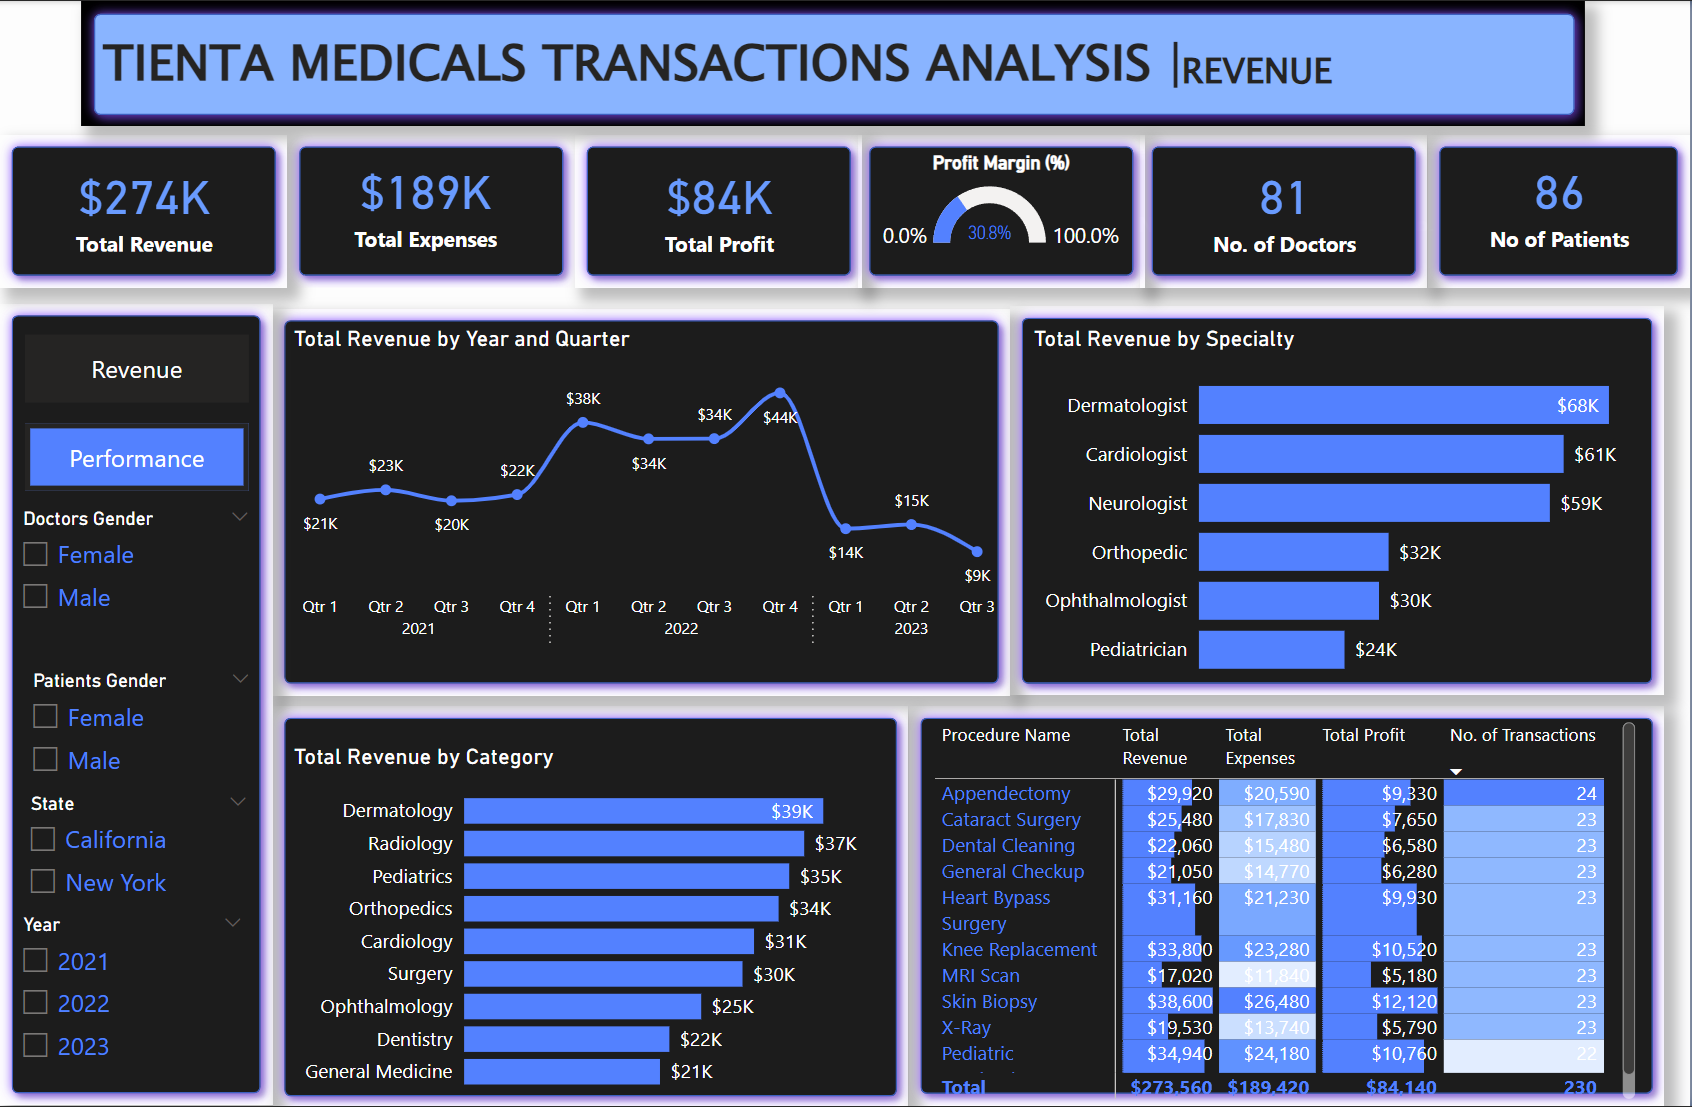 TIENTA MEDICALS TRANSACTIONS ANALYSIS |REVENUE
$274K
Total Revenue
$189K
Total Expenses
$84K
Total Profit
Profit Margin (%)
0.0%
30.8%
100.0%
81
No. of Doctors
86
No of Patients
Revenue
Performance
Doctors Gender
Female
Male
Patients Gender
Female
Male
State
California
New York
Year
2021
2022
2023
Total Revenue by Year and Quarter
$21K
$23K
$20K
$22K
$38K
$34K
$34K
$44K
$14K
$15K
$9K
Qtr 1 Qtr 2 Qtr 3 Qtr 4 Qtr 1 Qtr 2 Qtr 3 Qtr 4 Qtr 1 Qtr 2 Qtr 3
2021 2022 2023
Total Revenue by Specialty
Dermatologist $68K
Cardiologist $61K
Neurologist $59K
Orthopedic $32K
Ophthalmologist $30K
Pediatrician $24K
Total Revenue by Category
Dermatology $39K
Radiology $37K
Pediatrics $35K
Orthopedics $34K
Cardiology $31K
Surgery $30K
Ophthalmology $25K
Dentistry $22K
General Medicine $21K
Procedure Name Total Total Total Profit No. of Transactions
Revenue Expenses
Appendectomy $29,920 $20,590 $9,330 24
Cataract Surgery $25,480 $17,830 $7,650 23
Dental Cleaning $22,060 $15,480 $6,580 23
General Checkup $21,050 $14,770 $6,280 23
Heart Bypass $31,160 $21,230 $9,930 23
Surgery
Knee Replacement $33,800 $23,280 $10,520 23
MRI Scan $17,020 $11,840 $5,180 23
Skin Biopsy $38,600 $26,480 $12,120 23
X-Ray $19,530 $13,740 $5,790 23
Pediatric $34,940 $24,180 $10,760 22
Total $273,560 $189,420 $84,140 230